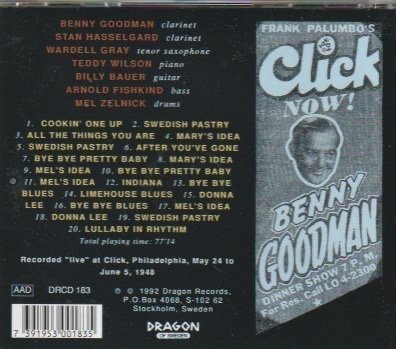 BENNY GOODMAN clarinet
STAN HASSELGARD clarinet
WARDELL GRAY tenor saxophone
TEDDY WILSON piano
BILLY BAUER guitar
ARNOLD FISHKIND bass
MEL ZELNICK drums
1. COOKIN' ONE UP 2. SWEDISH PASTRY
3. ALL THE THINGS YOU ARE 4. MARY'S IDEA
5. SWEDISH PASTRY 6. AFTER YOU'VE GONE
7. BYE BYE PRETTY BABY 8. MARY'S IDEA
9. MEL'S IDEA 10. BYE BYE PRETTY BABY
11. MEL'S IDEA 12. INDIANA 13. BYE BYE
BLUES 14. LIMEHOUSE BLUES 15. DONNA
LEE 16. BYE BYE BLUES 17. MEL'S IDEA
18. DONNA LEE 19. SWEDISH PASTRY
20. LULLABY IN RHYTHM
Total playing time: 77'14
Recorded "live" at Click, Philadelphia, May 24 to
June 5, 1948
AAD DRCD 183
℗ © 1992 Dragon Records,
P.O.Box 4068, S-102 62
Stockholm, Sweden
7 391953 001835
DRAGON
OF SWEDEN
FRANK PALUMBO'S
Click
NOW!
BENNY
GOODMAN
DINNER SHOW 7 P.M.
For Res. Call LO 4-2300